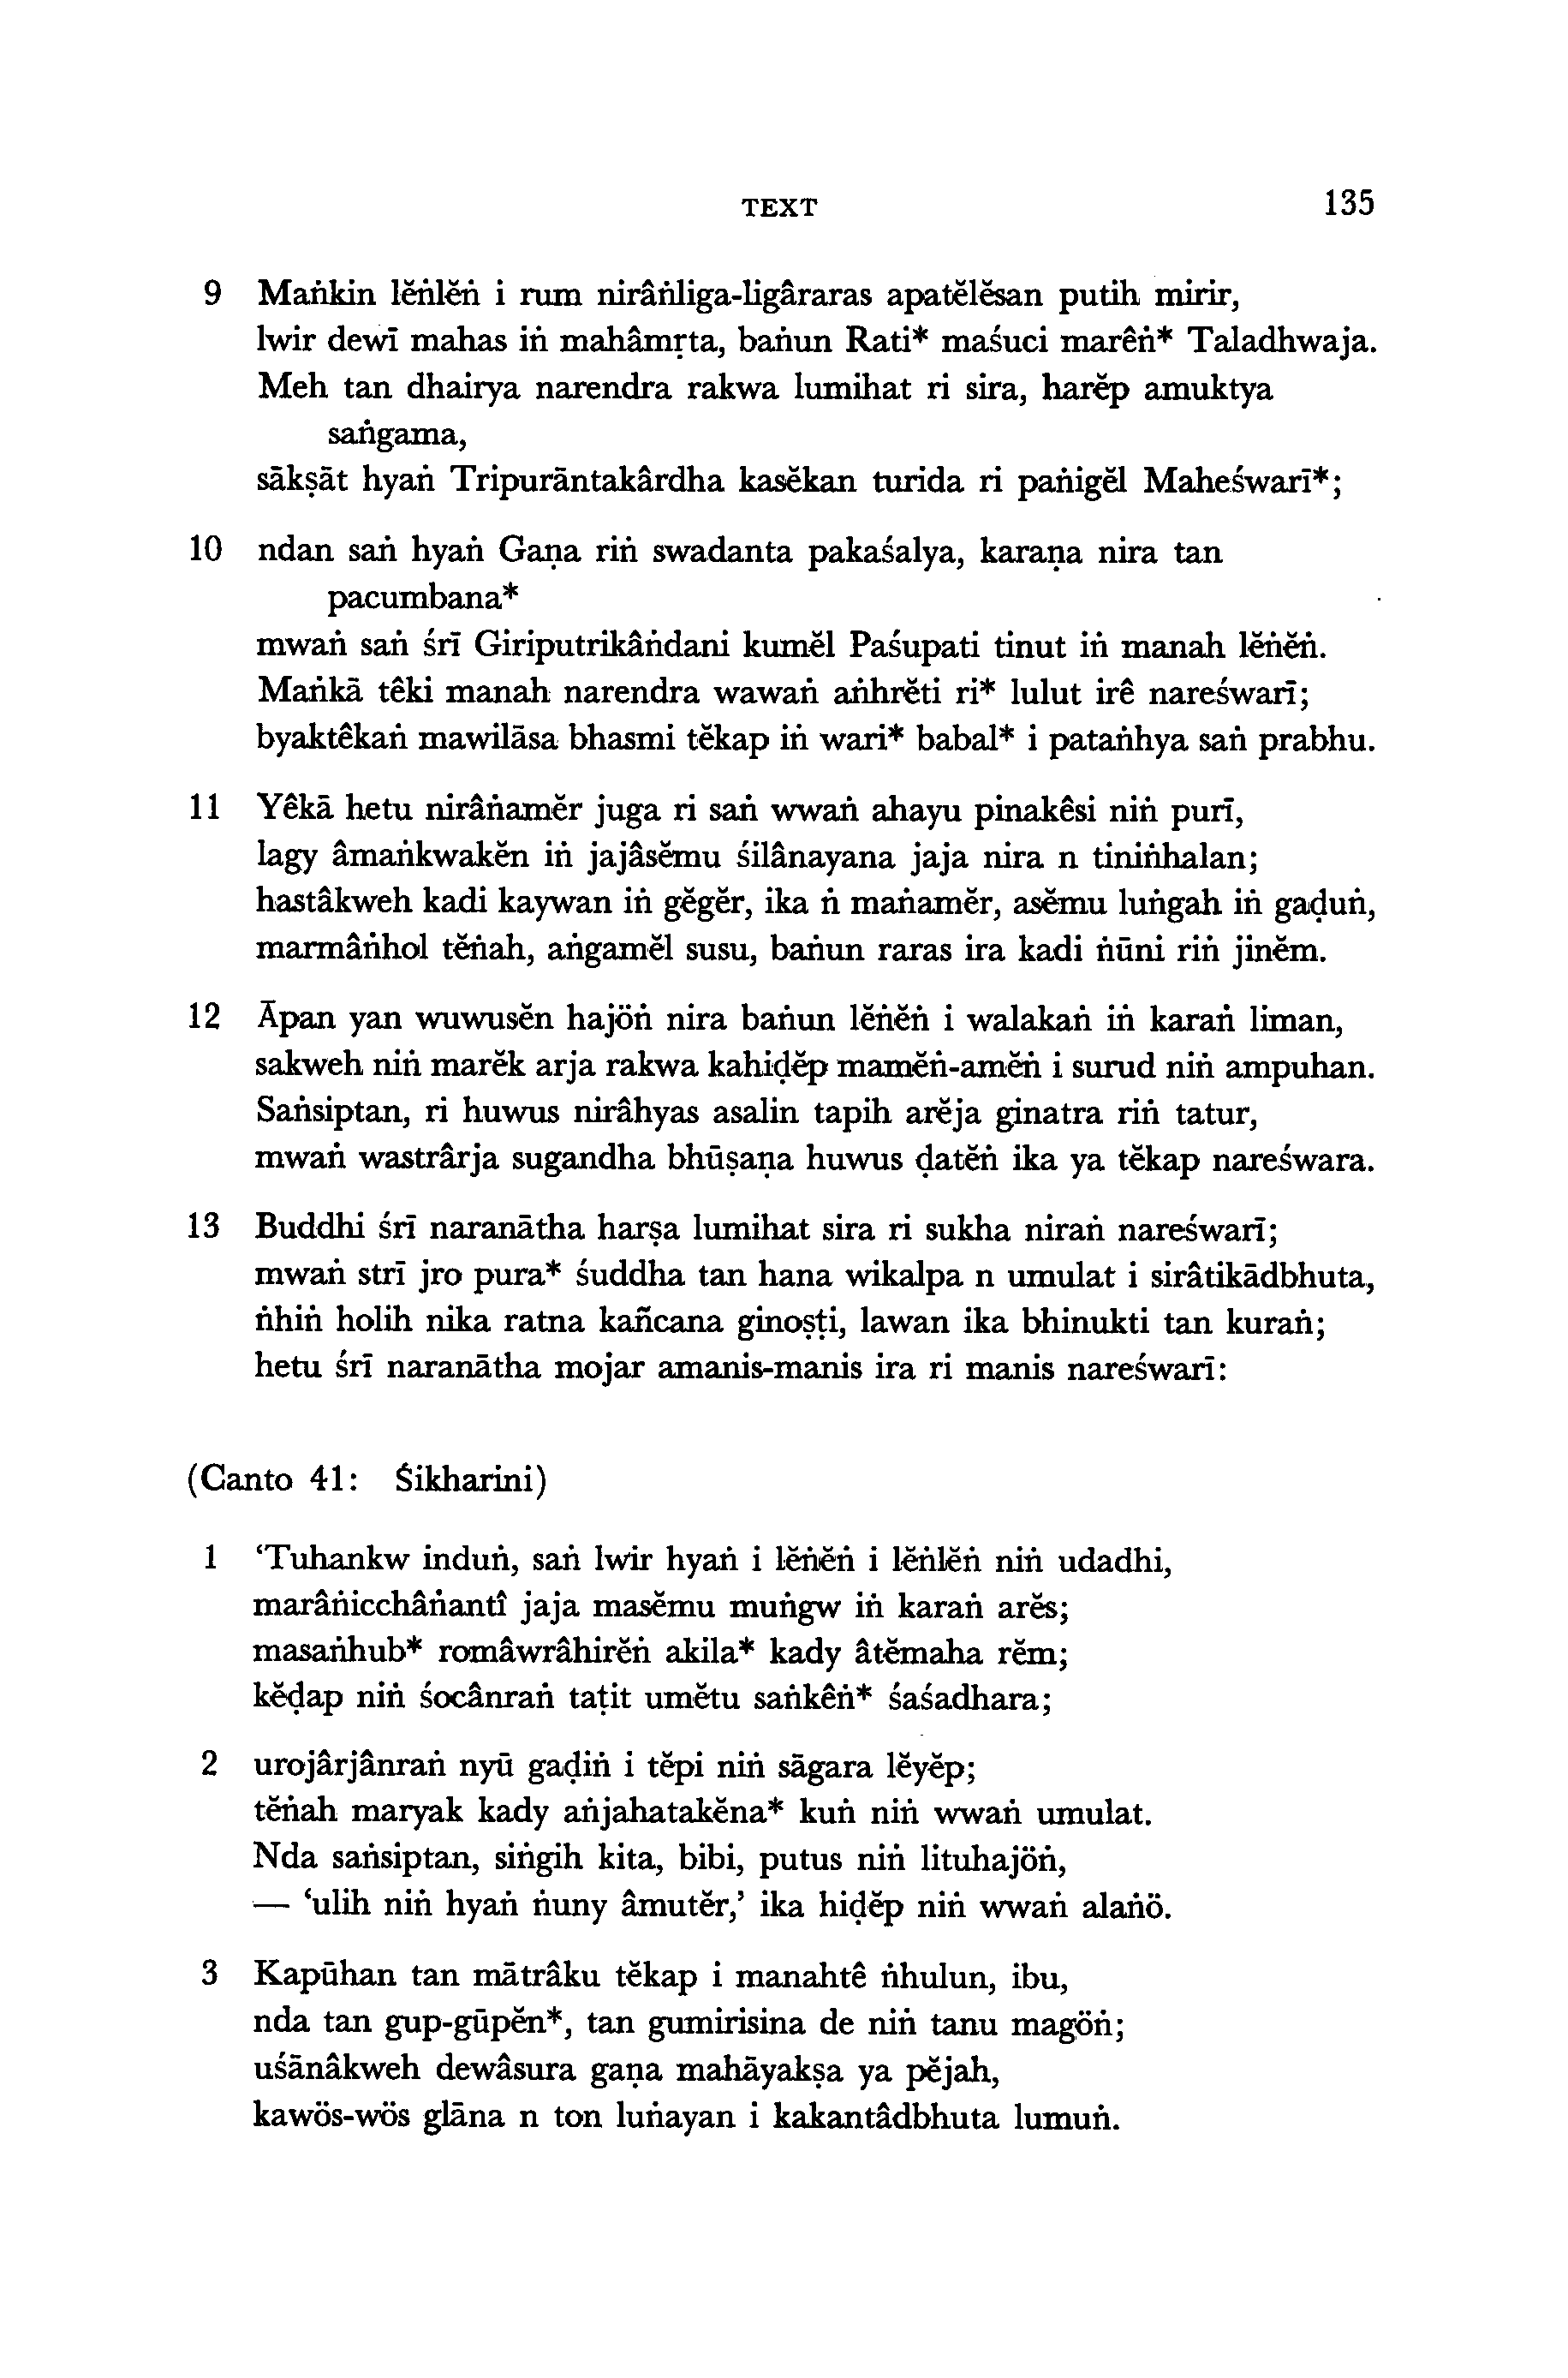 TEXT 135
9 Maṅkin lĕṅlĕṅ i rum nirâṅliga-ligâraras apatĕlĕsan putih mirir,
lwir dewī mahas iṅ mahâmṛta, baṅun Rati* maśuci marêṅ* Taladhwaja.
Meh tan dhairya narendra rakwa lumihat ri sira, harĕp amuktya
saṅgama,
sākṣāt hyaṅ Tripurāntakârdha kasĕkan turida ri paṅigĕl Maheśwarī*;
10 ndan saṅ hyaṅ Gaṇa riṅ swadanta pakaśalya, karaṇa nira tan
pacumbana*
mwaṅ saṅ śrī Giriputrikâṅdani kumĕl Paśupati tinut iṅ manah lĕṅĕṅ.
Maṅkā têki manah narendra wawaṅ aṅhrĕti ri* lulut irê nareśwarī;
byaktêkaṅ mawilāsa bhasmi tĕkap iṅ wari* babal* i pataṅhya saṅ prabhu.
11 Yêkā hetu nirâṅamĕr juga ri saṅ wwaṅ ahayu pinakêsi niṅ purī,
lagy âmaṅkwakĕn iṅ jajâsĕmu śilânayana jaja nira n tiniṅhalan;
hastâkweh kadi kaywan iṅ gĕgĕr, ika ṅ maṅamĕr, asĕmu luṅgah iṅ gaḍuṅ,
marmâṅhol tĕṅah, aṅgamĕl susu, baṅun raras ira kadi ṅūni riṅ jinĕm.
12 Āpan yan wuwusĕn hajöṅ nira baṅun lĕṅĕṅ i walakaṅ iṅ karaṅ liman,
sakweh niṅ marĕk arja rakwa kahiḍĕp mamĕṅ-amĕṅ i surud niṅ ampuhan.
Saṅsiptan, ri huwus nirâhyas asalin tapih arĕja ginatra riṅ tatur,
mwaṅ wastrârja sugandha bhūṣaṇa huwus ḍatĕṅ ika ya tĕkap nareśwara.
13 Buddhi śrī naranātha harṣa lumihat sira ri sukha niraṅ nareśwarī;
mwaṅ strī jro pura* śuddha tan hana wikalpa n umulat i sirâtikādbhuta,
ṅhiṅ holih nika ratna kañcana ginoṣṭi, lawan ika bhinukti tan kuraṅ;
hetu śrī naranātha mojar amanis-manis ira ri manis nareśwarī:
(Canto 41: Śikharini)
1 ‘Tuhankw induṅ, saṅ lwir hyaṅ i lĕṅĕṅ i lĕṅlĕṅ niṅ udadhi,
marâṅicchâṅantî jaja masĕmu muṅgw iṅ karaṅ arĕs;
masaṅhub* româwrâhirĕṅ akila* kady âtĕmaha rĕm;
kĕḍap niṅ śocânraṅ taṭit umĕtu saṅkêṅ* śaśadhara;
2 urojârjânraṅ nyū gaḍiṅ i tĕpi niṅ sāgara lĕyĕp;
tĕṅah maryak kady aṅjahatakĕna* kuṅ niṅ wwaṅ umulat.
Nda saṅsiptan, siṅgih kita, bibi, putus niṅ lituhajöṅ,
— ‘ulih niṅ hyaṅ ṅuny âmutĕr,’ ika hiḍĕp niṅ wwaṅ alaṅö.
3 Kapūhan tan mātrâku tĕkap i manahtê ṅhulun, ibu,
nda tan gup-gūpĕn*, tan gumirisina de niṅ tanu magöṅ;
uśānâkweh dewâsura gaṇa mahāyakṣa ya pĕjah,
kawös-wös glāna n ton luṅayan i kakantâdbhuta lumuṅ.